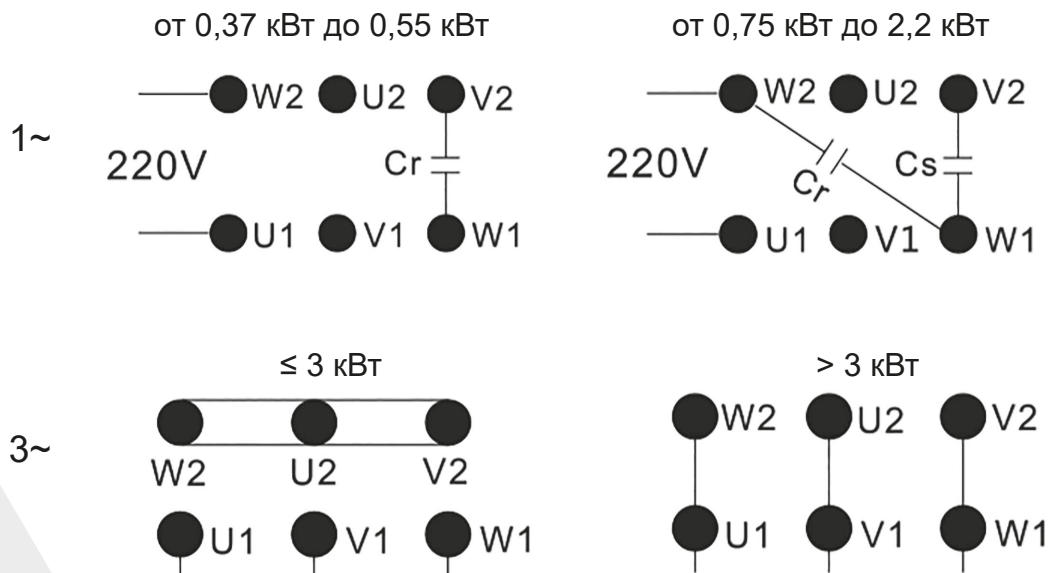 от 0,37 кВт до 0,55 кВт
от 0,75 кВт до 2,2 кВт
1~
W2 U2 V2
220V
Cr
U1 V1 W1
W2 U2 V2
220V
Cr
Cs
U1 V1 W1
≤ 3 кВт
> 3 кВт
3~
W2 U2 V2
U1 V1 W1
W2 U2 V2
U1 V1 W1